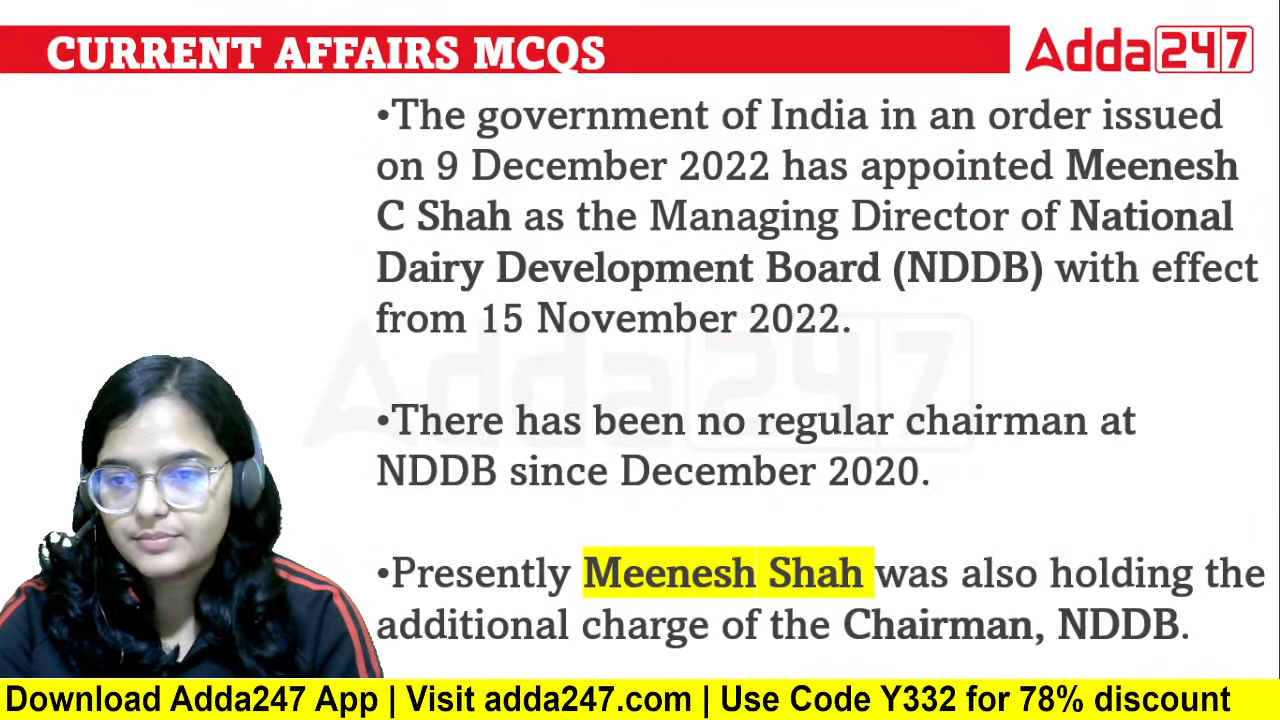 CURRENT AFFAIRS MCQS
Adda247
•The government of India in an order issued
on 9 December 2022 has appointed Meenesh
C Shah as the Managing Director of National
Dairy Development Board (NDDB) with effect
from 15 November 2022.
Adda247
•There has been no regular chairman at
NDDB since December 2020.
•Presently Meenesh Shah was also holding the
additional charge of the Chairman, NDDB.
Download Adda247 App | Visit adda247.com | Use Code Y332 for 78% discount